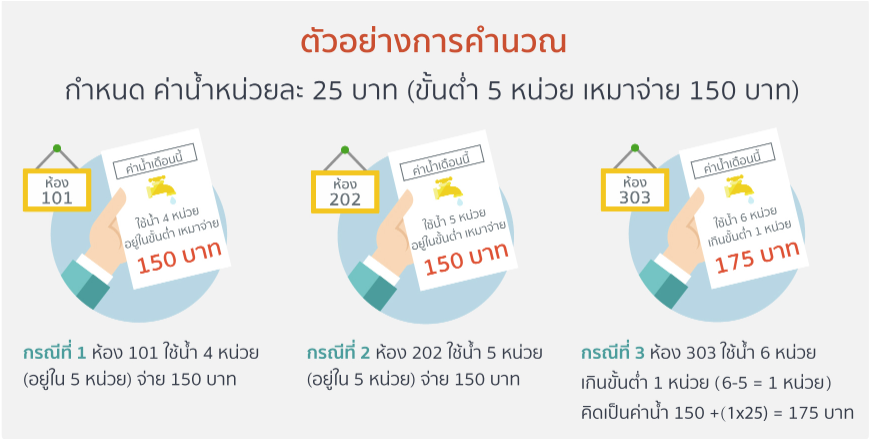 ตัวอย่างการคำนวณ
กำหนด ค่าน้ำหน่วยละ 25 บาท (ขั้นต่ำ 5 หน่วย เหมาจ่าย 150 บาท)
ห้อง
101
ค่าน้ำเดือนนี้
ใช้น้ำ 4 หน่วย
อยู่ในขั้นต่ำ เหมาจ่าย
150 บาท
ห้อง
202
ค่าน้ำเดือนนี้
ใช้น้ำ 5 หน่วย
อยู่ในขั้นต่ำ เหมาจ่าย
150 บาท
ห้อง
303
ค่าน้ำเดือนนี้
ใช้น้ำ 6 หน่วย
เกินขั้นต่ำ 1 หน่วย
175 บาท
กรณีที่ 1 ห้อง 101 ใช้น้ำ 4 หน่วย
(อยู่ใน 5 หน่วย) จ่าย 150 บาท
กรณีที่ 2 ห้อง 202 ใช้น้ำ 5 หน่วย
(อยู่ใน 5 หน่วย) จ่าย 150 บาท
กรณีที่ 3 ห้อง 303 ใช้น้ำ 6 หน่วย
เกินขั้นต่ำ 1 หน่วย (6-5 = 1 หน่วย)
คิดเป็นค่าน้ำ 150 +(1x25) = 175 บาท